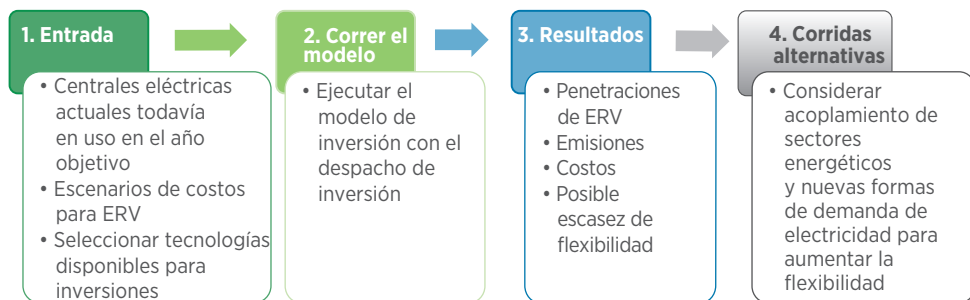 1. Entrada
• Centrales eléctricas
actuales todavía
en uso en el año
objetivo
• Escenarios de costos
para ERV
• Seleccionar tecnologías
disponibles para
inversiones
2. Correr el
modelo
• Ejecutar el
modelo de
inversión con el
despacho de
inversión
3. Resultados
• Penetraciones
de ERV
• Emisiones
• Costos
• Posible
escasez de
flexibilidad
4. Corridas
alternativas
• Considerar
acoplamiento de
sectores
energéticos
y nuevas formas
de demanda de
electricidad para
aumentar la
flexibilidad